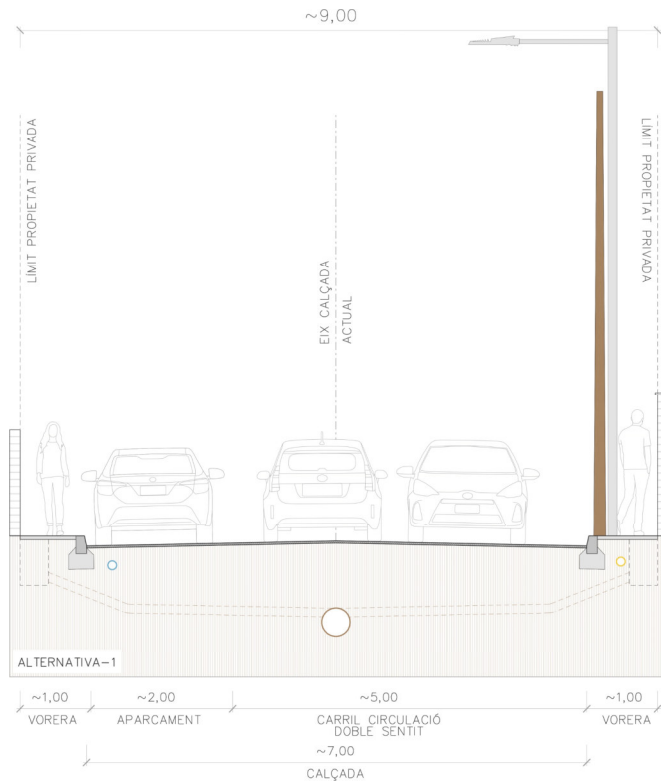 ~9,00
LÍMIT PROPIETAT PRIVADA
EIX CALÇADA
ACTUAL
LÍMIT PROPIETAT PRIVADA
ALTERNATIVA-1
~1,00
~2,00
~5,00
~1,00
VORERA
APARCAMENT
CARRIL CIRCULACIÓ
DOBLE SENTIT
VORERA
~7,00
CALÇADA